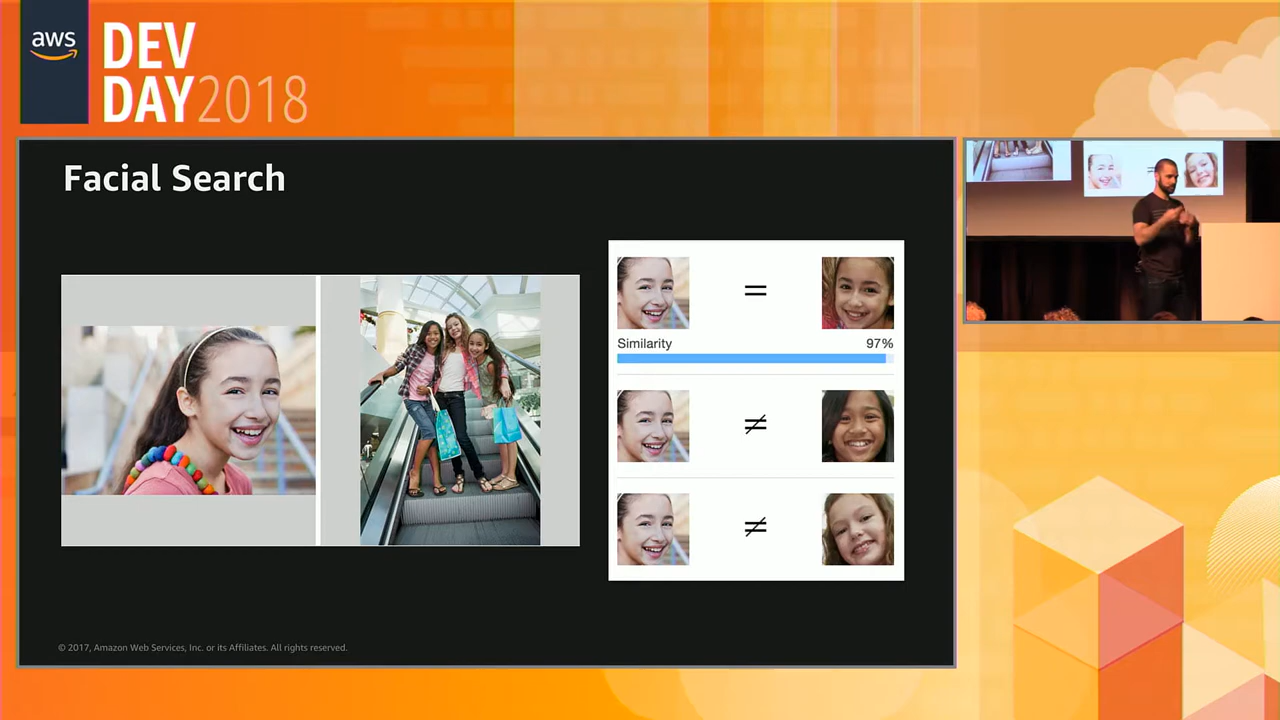 aws
DEV
DAY2018
Facial Search
=
Similarity 97%
≠
≠
© 2017, Amazon Web Services, Inc. or its Affiliates. All rights reserved.